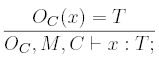 O_C(x) = T
O_C, M, C ⊢ x : T;